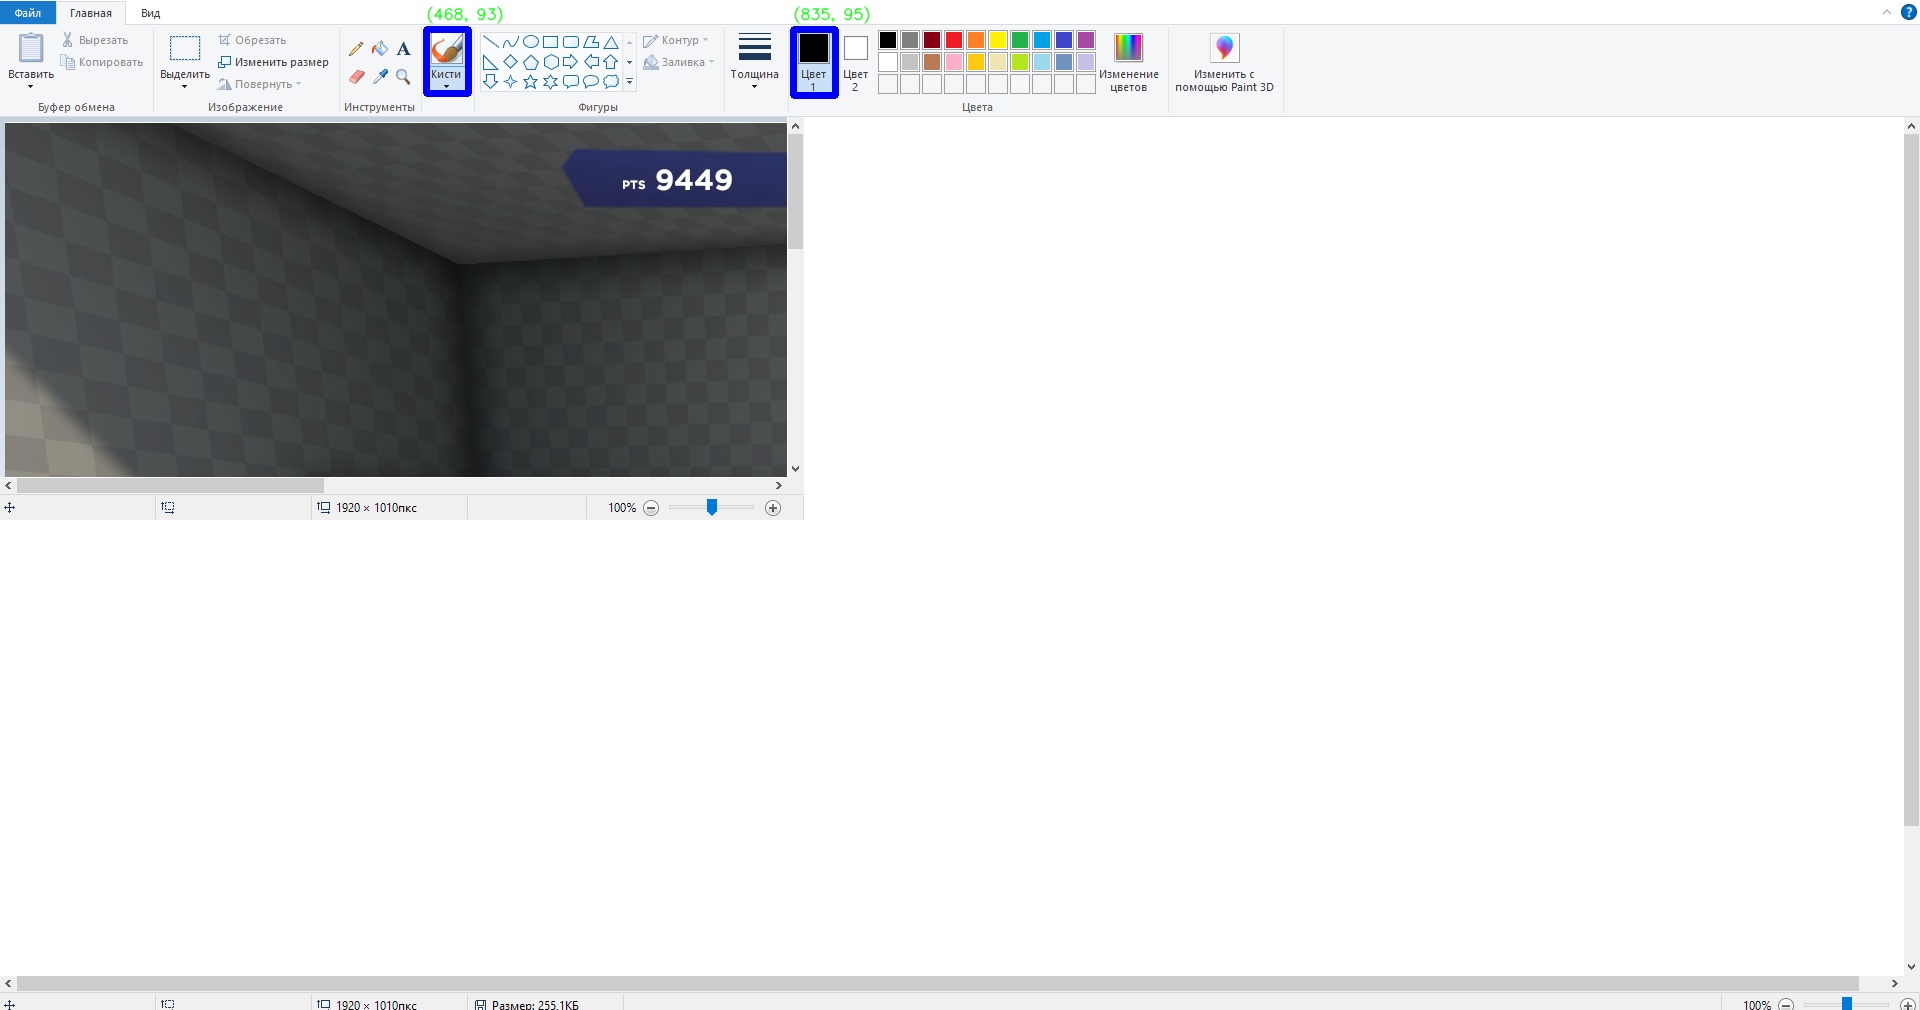 (468, 93) (835, 95)
Файл Главная Вид
Вставить
Вырезать
Копировать
Буфер обмена
Выделить
Обрезать
Изменить размер
Повернуть
Изображение
A
Инструменты
Кисти
Фигуры
Контур
Заливка
Толщина
Цвет
1
Цвет
2
Изменение
цветов
Цвета
Изменить с
помощью Paint 3D
PTS 9449
1920 × 1010пкс 100%
1920 × 1010пкс Размер: 255,1КБ 100%